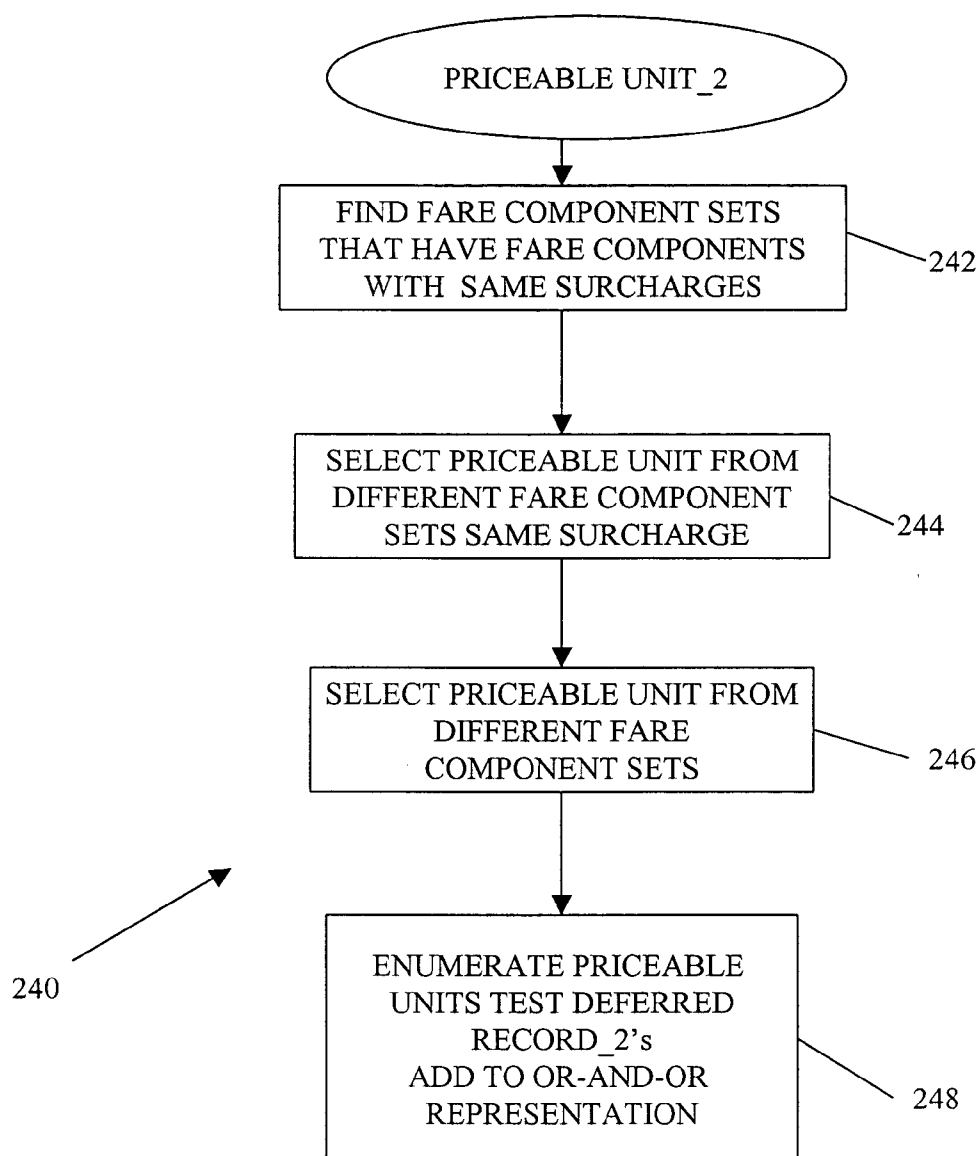 PRICEABLE UNIT_2
FIND FARE COMPONENT SETS
THAT HAVE FARE COMPONENTS
WITH SAME SURCHARGES
242
SELECT PRICEABLE UNIT FROM
DIFFERENT FARE COMPONENT
SETS SAME SURCHARGE
244
SELECT PRICEABLE UNIT FROM
DIFFERENT FARE
COMPONENT SETS
246
240
ENUMERATE PRICEABLE
UNITS TEST DEFERRED
RECORD_2's
ADD TO OR-AND-OR
REPRESENTATION
248